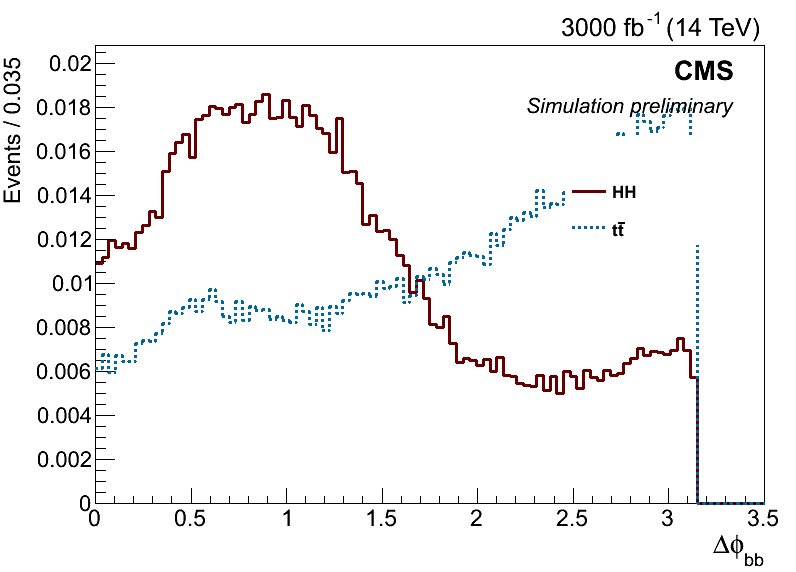 3000 fb⁻¹ (14 TeV)
Events / 0.035
CMS
Simulation preliminary
HH
tt̄
0.02
0.018
0.016
0.014
0.012
0.01
0.008
0.006
0.004
0.002
0
0 0.5 1 1.5 2 2.5 3 3.5
Δϕbb